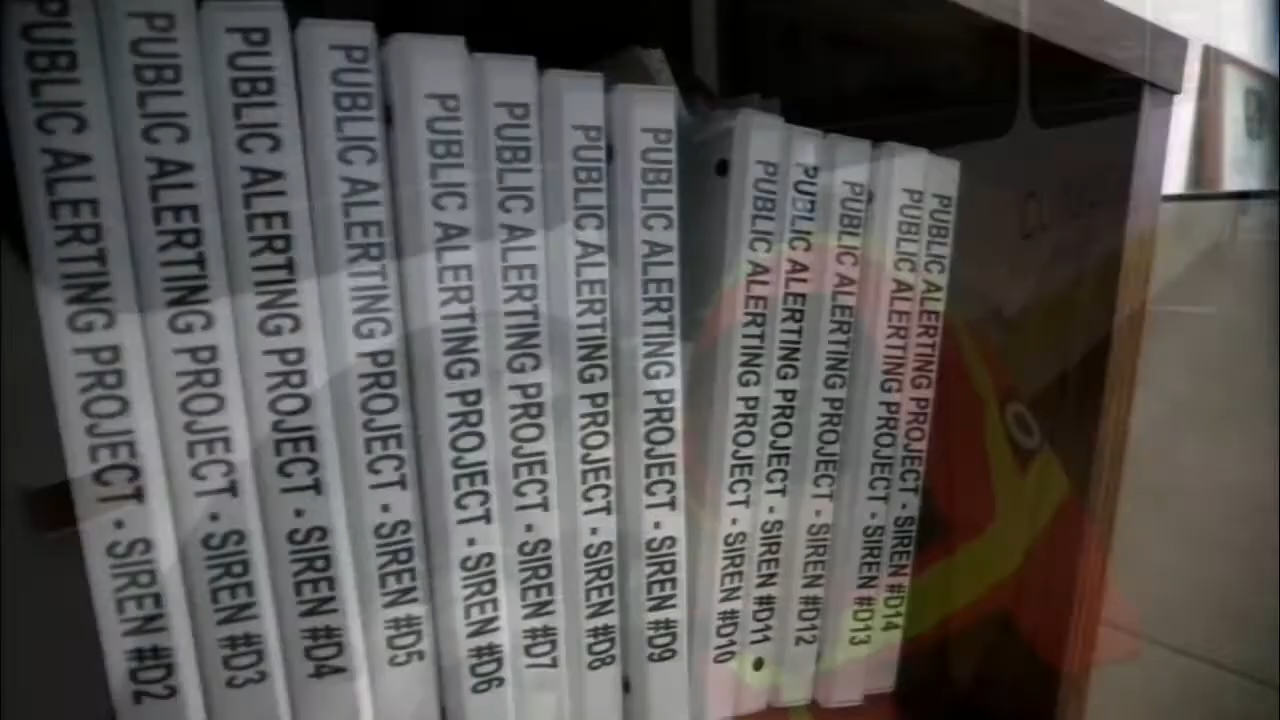 PUBLIC ALERTING PROJECT - SIREN #D2
PUBLIC ALERTING PROJECT - SIREN #D3
PUBLIC ALERTING PROJECT - SIREN #D4
PUBLIC ALERTING PROJECT - SIREN #D5
PUBLIC ALERTING PROJECT - SIREN #D6
PUBLIC ALERTING PROJECT - SIREN #D7
PUBLIC ALERTING PROJECT - SIREN #D8
PUBLIC ALERTING PROJECT - SIREN #D9
PUBLIC ALERTING PROJECT - SIREN #D10
PUBLIC ALERTING PROJECT - SIREN #D11
PUBLIC ALERTING PROJECT - SIREN #D12
PUBLIC ALERTING PROJECT - SIREN #D13
PUBLIC ALERTING PROJECT - SIREN #D14